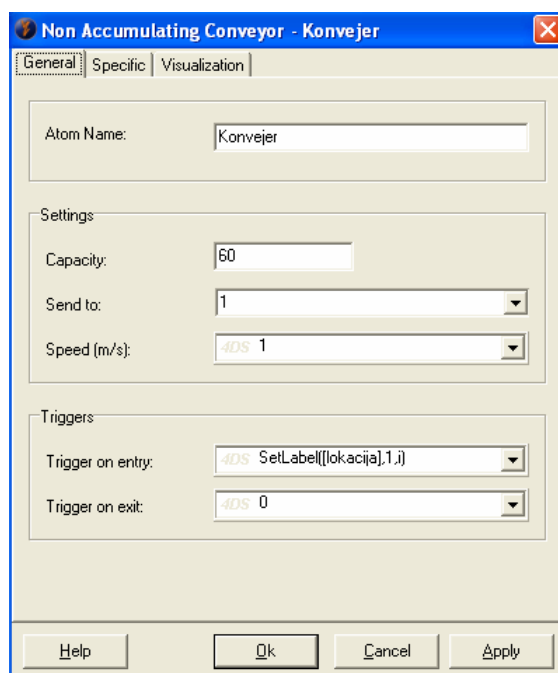 Non Accumulating Conveyor - Konvejer
General Specific Visualization
Atom Name: Konvejer
Settings
Capacity: 60
Send to: 1
Speed (m/s): 4DS 1
Triggers
Trigger on entry: 4DS SetLabel([lokacija],1,i)
Trigger on exit: 4DS 0
Help Ok Cancel Apply